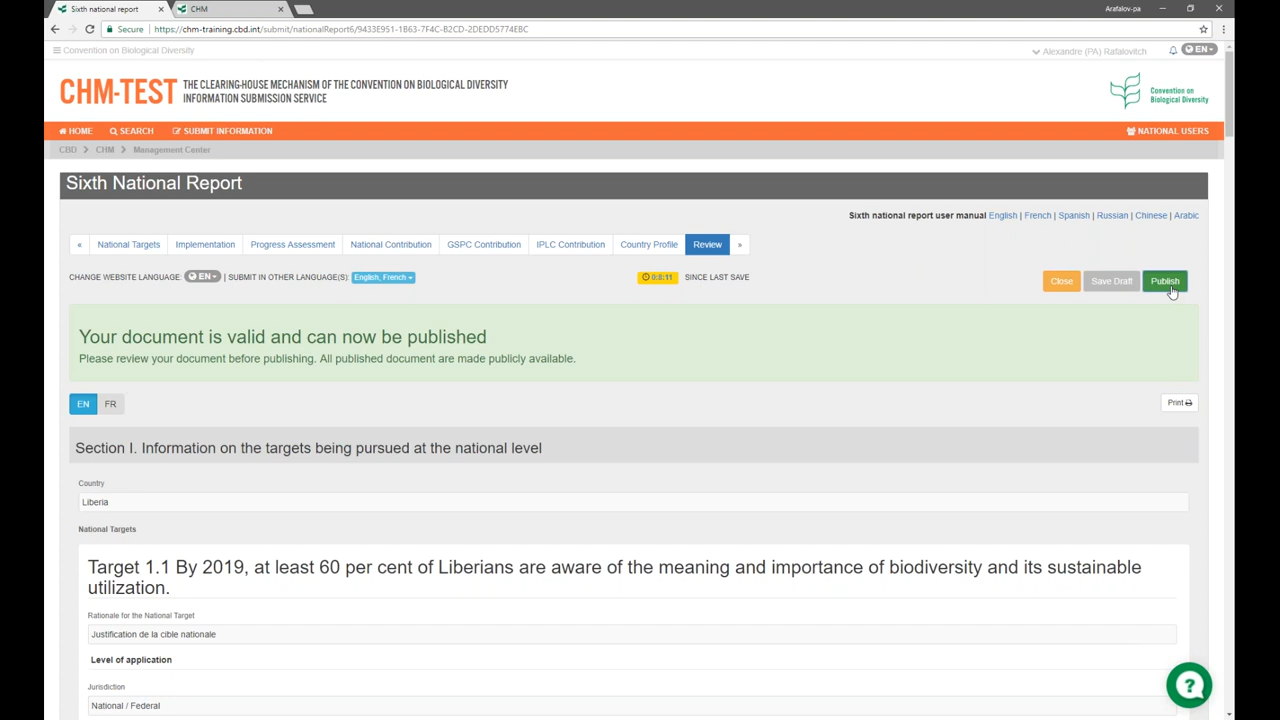 Sixth national report
CHM
Arafalov-pa
Secure https://chm-training.cbd.int/submit/nationalReport6/9433E951-1B63-7F4C-B2CD-2DEDD5774EBC
Convention on Biological Diversity
Alexandre (PA) Rafalovitch
EN
CHM-TEST
THE CLEARING-HOUSE MECHANISM OF THE CONVENTION ON BIOLOGICAL DIVERSITY
INFORMATION SUBMISSION SERVICE
Convention on
Biological Diversity
HOME SEARCH SUBMIT INFORMATION NATIONAL USERS
CBD CHM Management Center
Sixth National Report
Sixth national report user manual English | French | Spanish | Russian | Chinese | Arabic
« National Targets Implementation Progress Assessment National Contribution GSPC Contribution IPLC Contribution Country Profile Review »
CHANGE WEBSITE LANGUAGE: EN | SUBMIT IN OTHER LANGUAGE(S): English, French
0:8:11 SINCE LAST SAVE
Close Save Draft Publish
Your document is valid and can now be published
Please review your document before publishing. All published document are made publicly available.
EN FR
Print
Section I. Information on the targets being pursued at the national level
Country
Liberia
National Targets
Target 1.1 By 2019, at least 60 per cent of Liberians are aware of the meaning and importance of biodiversity and its sustainable
utilization.
Rationale for the National Target
Justification de la cible nationale
Level of application
Jurisdiction
National / Federal
?